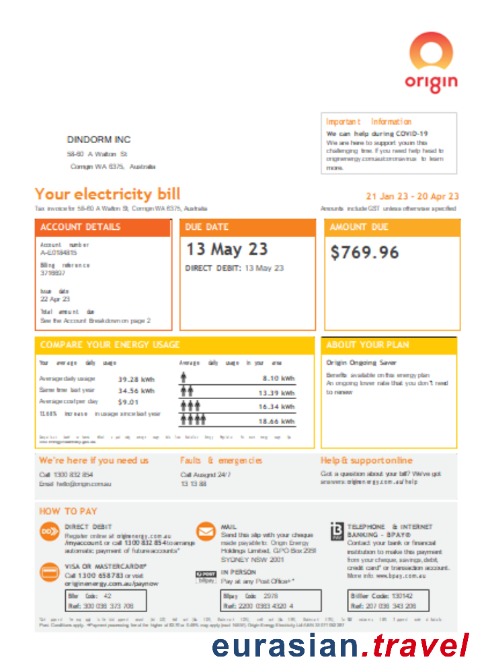 origin
Important Information
We can help during COVID-19
We are here to support you in this
challenging time. If you need help head to
originenergy.com.au/coronavirus to learn
more.
DINDORM INC
58-60 A Walton St
Corrigin WA 6375, Australia
Your electricity bill
21 Jan 23 - 20 Apr 23
Tax invoice for 58-60 A Walton St, Corrigin WA 6375, Australia
Amounts include GST unless otherwise specified
ACCOUNT DETAILS
DUE DATE
AMOUNT DUE
Account number
Billing reference
3716937
Issue date
22 Apr 23
Total amount due
See the Account Breakdown on page 2
13 May 23
DIRECT DEBIT: 13 May 23
$769.96
COMPARE YOUR ENERGY USAGE
ABOUT YOUR PLAN
Your average daily usage
Average daily usage in your area
Average daily usage 39.28 kWh
Same time last year 34.56 kWh
Average cost per day $9.01
13.66% increase in usage since last year
8.10 kWh
13.39 kWh
16.34 kWh
18.66 kWh
Origin Ongoing Saver
Benefits available on this energy plan
An ongoing lower rate that you don't need
to renew
We're here if you need us
Call 1300 832 854
Email hello@origin.com.au
Faults & emergencies
Call Ausgrid 24/7
13 13 88
Help & support online
Got a question about your bill? We've got
answers: originenergy.com.au/help
HOW TO PAY
DIRECT DEBIT
Register online at originenergy.com.au
/myaccount or call 1300 832 854 to arrange
automatic payment of future accounts*
VISA OR MASTERCARD®
Call 1300 658 783 or visit
originenergy.com.au/paynow
Biller Code: 42
Ref: 300 036 373 706
MAIL
Send this slip with your cheque
made payable to: Origin Energy
Holdings Limited, GPO Box 2291
SYDNEY NSW 2001
IN PERSON
Pay at any Post Office*^
Billpay Code: 2979
Ref: 2200 0363 4320 4
TELEPHONE & INTERNET
BANKING - BPAY®
Contact your bank or financial
institution to make this payment
from your cheque, savings, debit,
credit card* or transaction account.
More info: www.bpay.com.au
Biller Code: 130142
Ref: 207 036 343 206
eurasian.travel